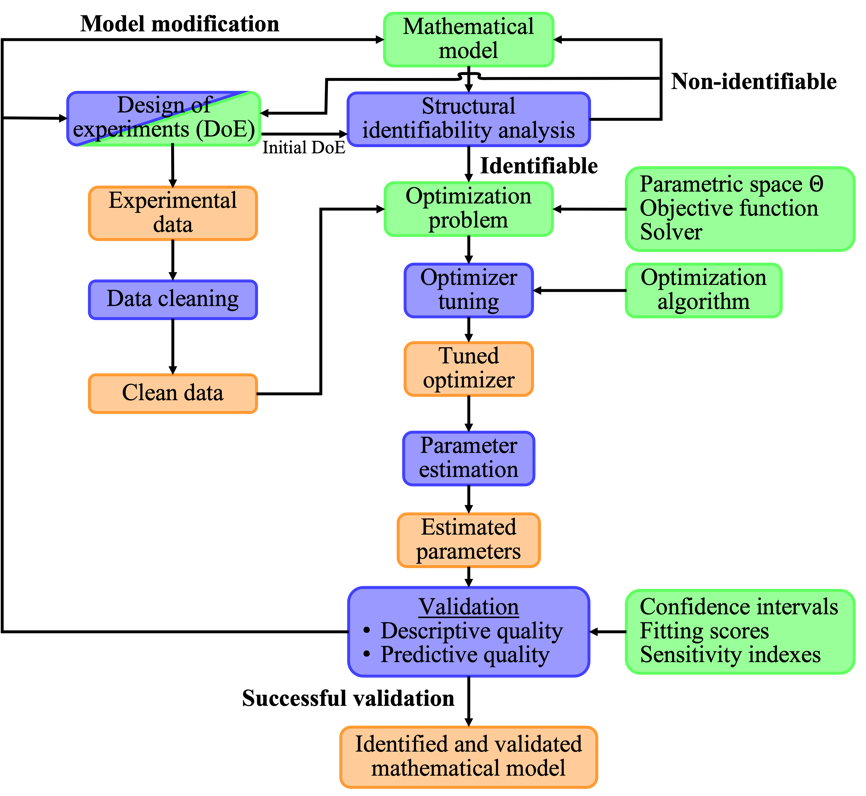 Model modification
Mathematical
model
Non-identifiable
Design of
experiments (DoE)
Initial DoE
Structural
identifiability analysis
Identifiable
Experimental
data
Optimization
problem
Parametric space Θ
Objective function
Solver
Data cleaning
Optimizer
tuning
Optimization
algorithm
Clean data
Tuned
optimizer
Parameter
estimation
Estimated
parameters
Validation
• Descriptive quality
• Predictive quality
Confidence intervals
Fitting scores
Sensitivity indexes
Successful validation
Identified and validated
mathematical model